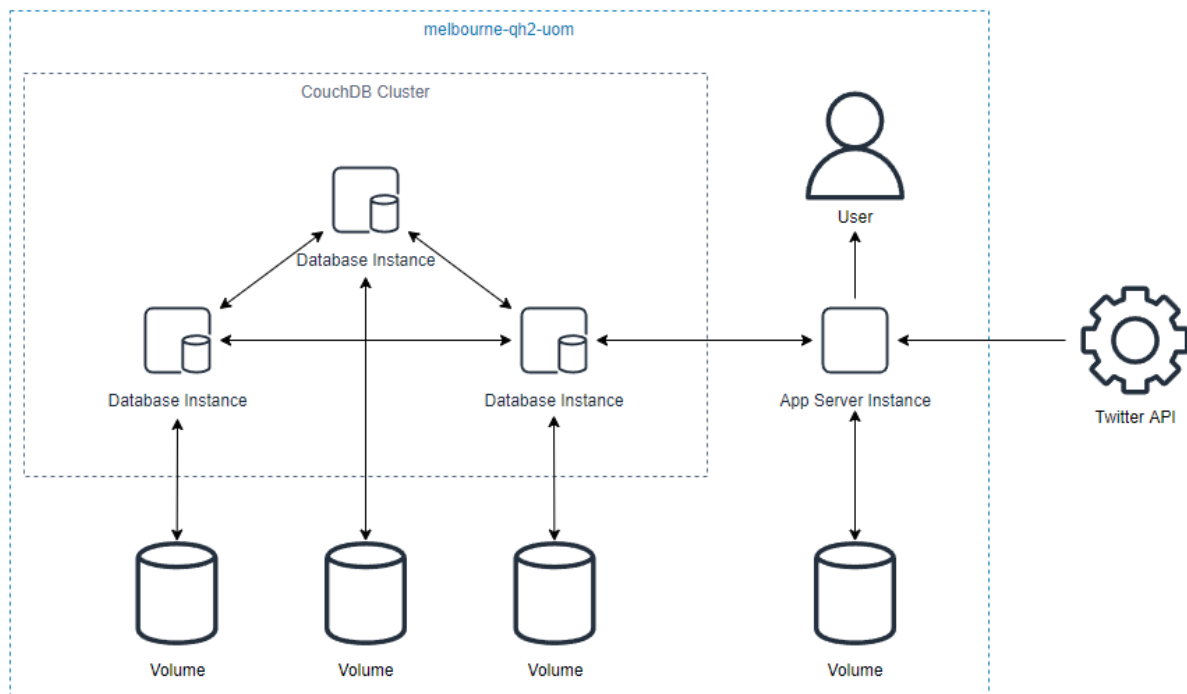 melbourne-qh2-uom
CouchDB Cluster
User
Database Instance
Database Instance
Database Instance
App Server Instance
Twitter API
Volume
Volume
Volume
Volume